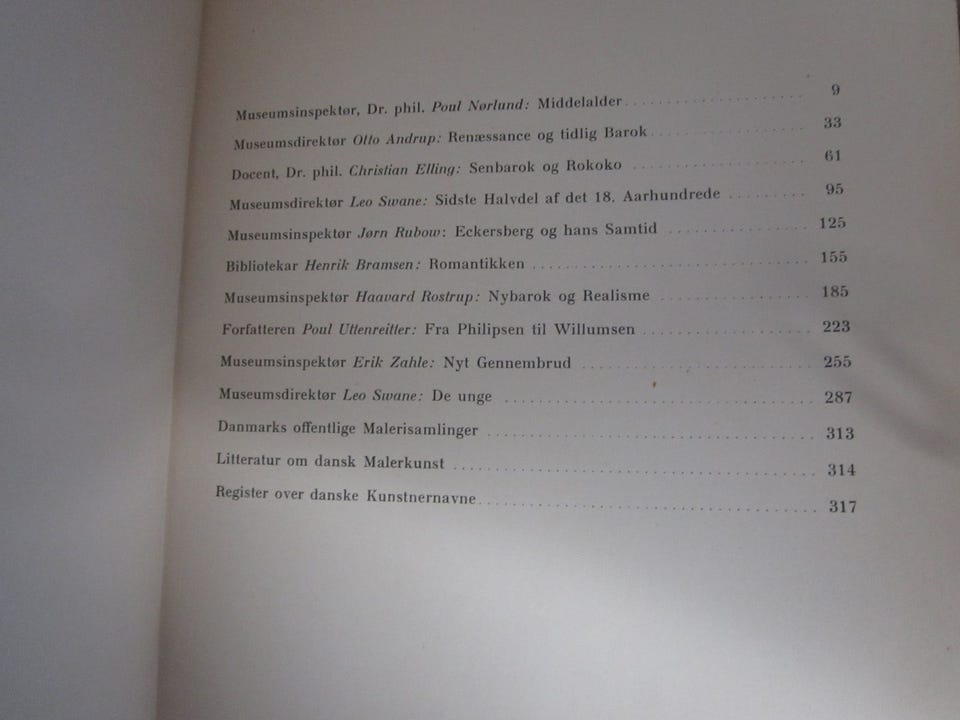 Museumsinspektør, Dr. phil. Poul Nørlund: Middelalder 9
Museumsdirektør Otto Andrup: Renæssance og tidlig Barok 33
Docent, Dr. phil. Christian Elling: Senbarok og Rokoko 61
Museumsdirektør Leo Swane: Sidste Halvdel af det 18. Aarhundrede 95
Museumsinspektør Jørn Rubow: Eckersberg og hans Samtid 125
Bibliotekar Henrik Bramsen: Romantikken 155
Museumsinspektør Haavard Rostrup: Nybarok og Realisme 185
Forfatteren Poul Uttenreitter: Fra Philipsen til Willumsen 223
Museumsinspektør Erik Zahle: Nyt Gennembrud 255
Museumsdirektør Leo Swane: De unge 287
Danmarks offentlige Malerisamlinger 313
Litteratur om dansk Malerkunst 314
Register over danske Kunstnernavne 317